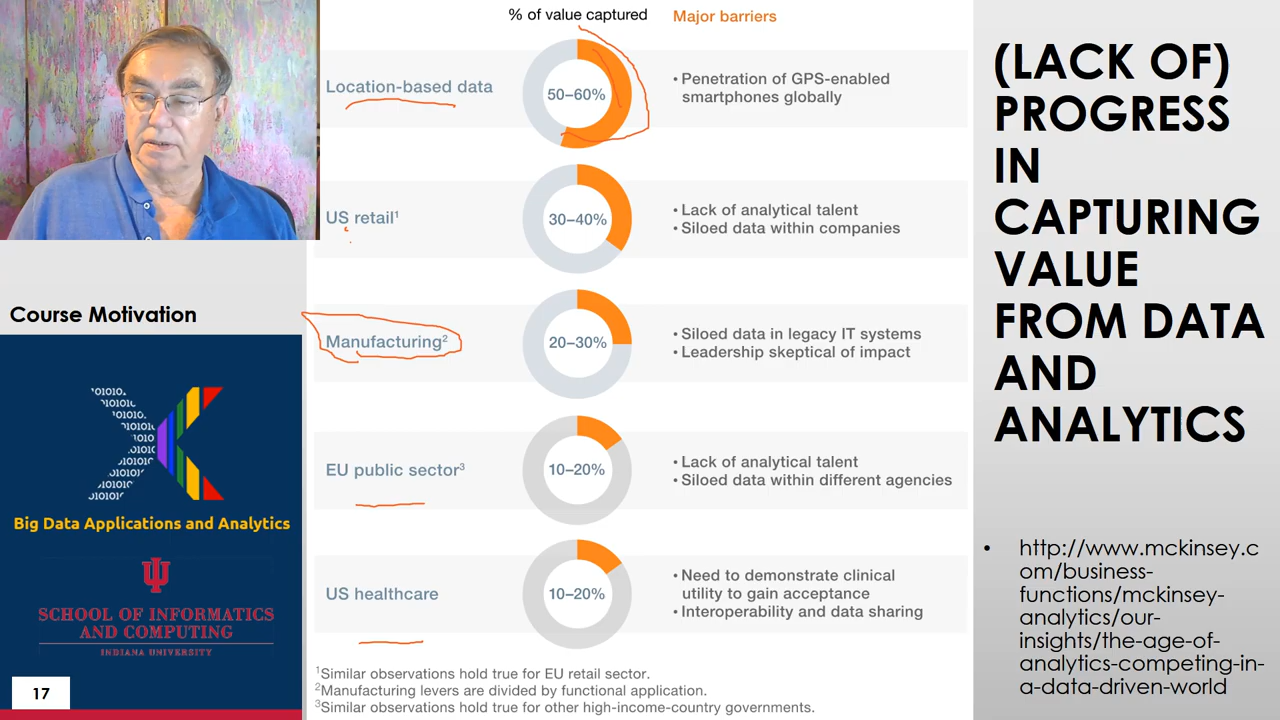 % of value captured
Major barriers
Location-based data
50–60%
• Penetration of GPS-enabled
smartphones globally
US retail¹
30–40%
• Lack of analytical talent
• Siloed data within companies
Manufacturing²
20–30%
• Siloed data in legacy IT systems
• Leadership skeptical of impact
EU public sector³
10–20%
• Lack of analytical talent
• Siloed data within different agencies
US healthcare
10–20%
• Need to demonstrate clinical
utility to gain acceptance
• Interoperability and data sharing
¹Similar observations hold true for EU retail sector.
²Manufacturing levers are divided by functional application.
³Similar observations hold true for other high-income-country governments.
(LACK OF)
PROGRESS
IN
CAPTURING
VALUE
FROM DATA
AND
ANALYTICS
• http://www.mckinsey.c
om/business-
functions/mckinsey-
analytics/our-
insights/the-age-of-
analytics-competing-in-
a-data-driven-world
Course Motivation
Big Data Applications and Analytics
SCHOOL OF INFORMATICS
AND COMPUTING
INDIANA UNIVERSITY
17